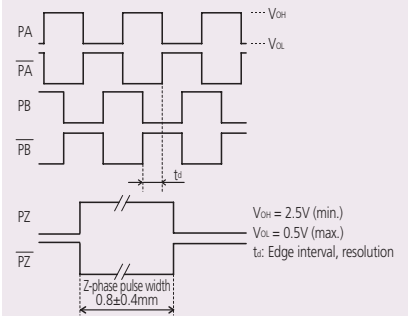 VOH
PA
VOL
PA
PB
PB
td
PZ
VOH = 2.5V (min.)
VOL = 0.5V (max.)
td: Edge interval, resolution
PZ
Z-phase pulse width
0.8±0.4mm